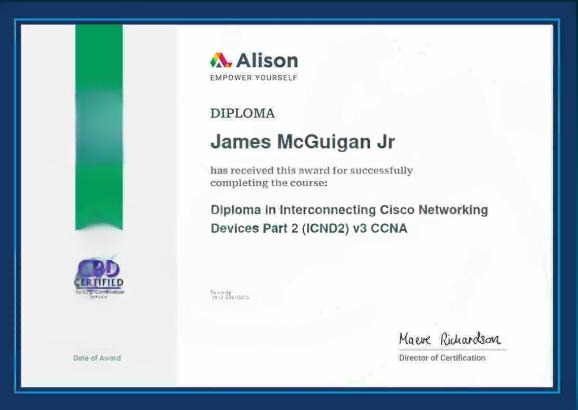 Alison
EMPOWER YOURSELF
DIPLOMA
James McGuigan Jr
has received this award for successfully
completing the course:
Diploma in Interconnecting Cisco Networking
Devices Part 2 (ICND2) v3 CCNA
CPD
CERTIFIED
The CPD Certification
Service
Maeve Richardson
Date of Award
Director of Certification